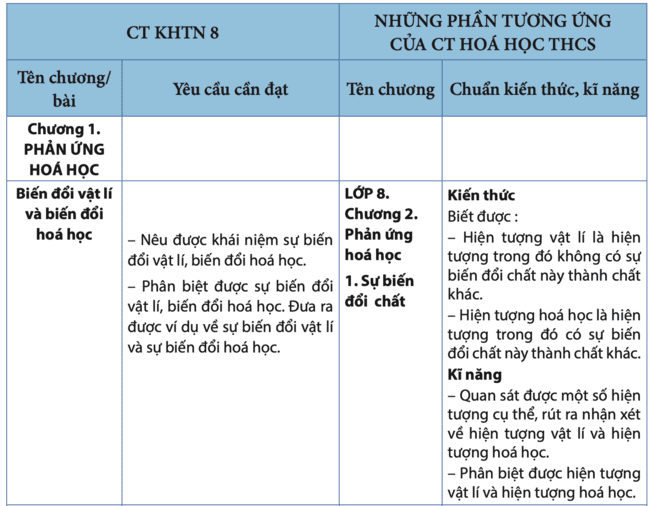 CT KHTN 8
NHỮNG PHẦN TƯƠNG ỨNG
CỦA CT HOÁ HỌC THCS
Tên chương/
bài
Yêu cầu cần đạt
Tên chương
Chuẩn kiến thức, kĩ năng
Chương 1.
PHẢN ỨNG
HOÁ HỌC
Biến đổi vật lí
và biến đổi
hoá học
– Nêu được khái niệm sự biến
đổi vật lí, biến đổi hoá học.
– Phân biệt được sự biến đổi
vật lí, biến đổi hoá học. Đưa ra
được ví dụ về sự biến đổi vật lí
và sự biến đổi hoá học.
LỚP 8.
Chương 2.
Phản ứng
hoá học
1. Sự biến
đổi chất
Kiến thức
Biết được :
– Hiện tượng vật lí là hiện
tượng trong đó không có sự
biến đổi chất này thành chất
khác.
– Hiện tượng hoá học là hiện
tượng trong đó có sự biến
đổi chất này thành chất khác.
Kĩ năng
– Quan sát được một số hiện
tượng cụ thể, rút ra nhận xét
về hiện tượng vật lí và hiện
tượng hoá học.
– Phân biệt được hiện tượng
vật lí và hiện tượng hoá học.